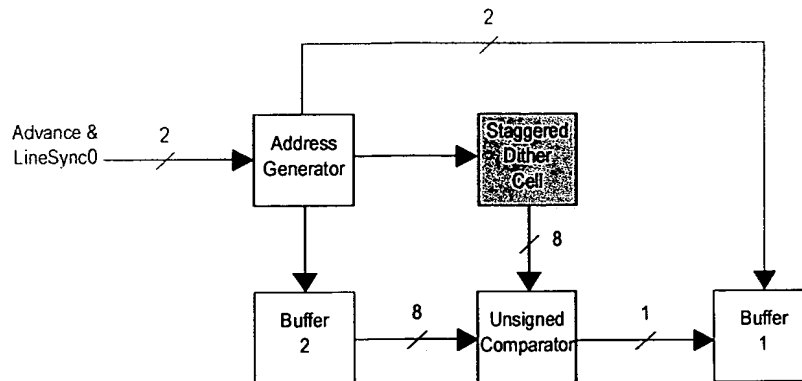 2
Advance &
LineSync0
2
Address
Generator
Staggered
Dither
Cell
8
Buffer
2
8
Unsigned
Comparator
1
Buffer
1